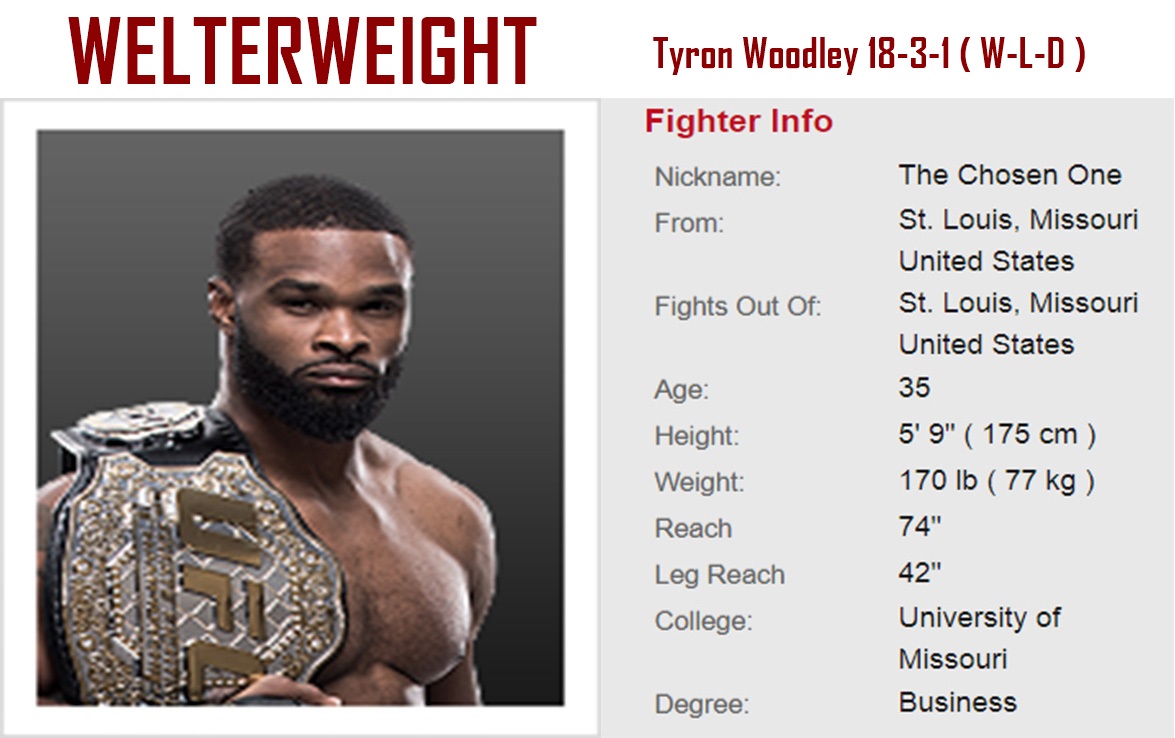 WELTERWEIGHT
Tyron Woodley 18-3-1 ( W-L-D )
UFC
Fighter Info
Nickname: The Chosen One
From: St. Louis, Missouri
United States
Fights Out Of: St. Louis, Missouri
United States
Age: 35
Height: 5' 9" ( 175 cm )
Weight: 170 lb ( 77 kg )
Reach 74"
Leg Reach 42"
College: University of
Missouri
Degree: Business